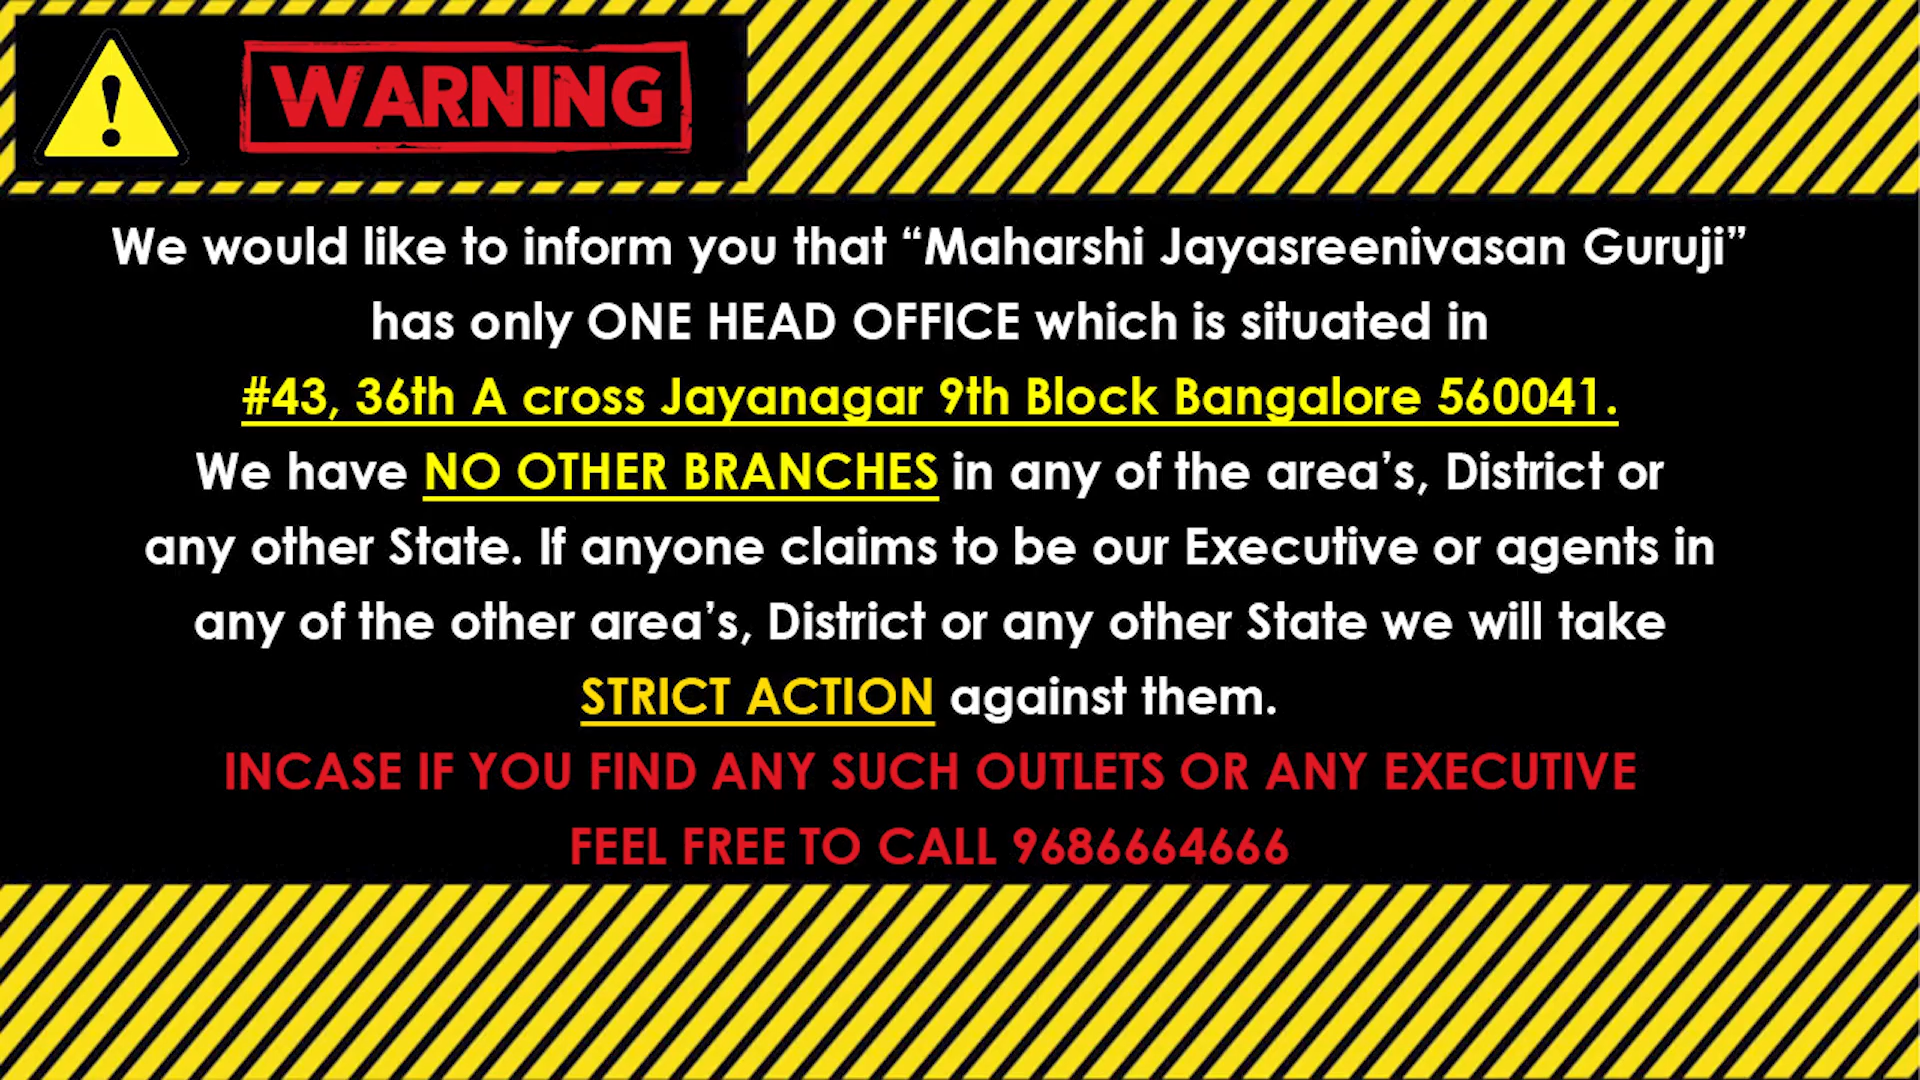 WARNING
We would like to inform you that “Maharshi Jayasreenivasan Guruji”
has only ONE HEAD OFFICE which is situated in
#43, 36th A cross Jayanagar 9th Block Bangalore 560041.
We have NO OTHER BRANCHES in any of the area’s, District or
any other State. If anyone claims to be our Executive or agents in
any of the other area’s, District or any other State we will take
STRICT ACTION against them.
INCASE IF YOU FIND ANY SUCH OUTLETS OR ANY EXECUTIVE
FEEL FREE TO CALL 9686664666